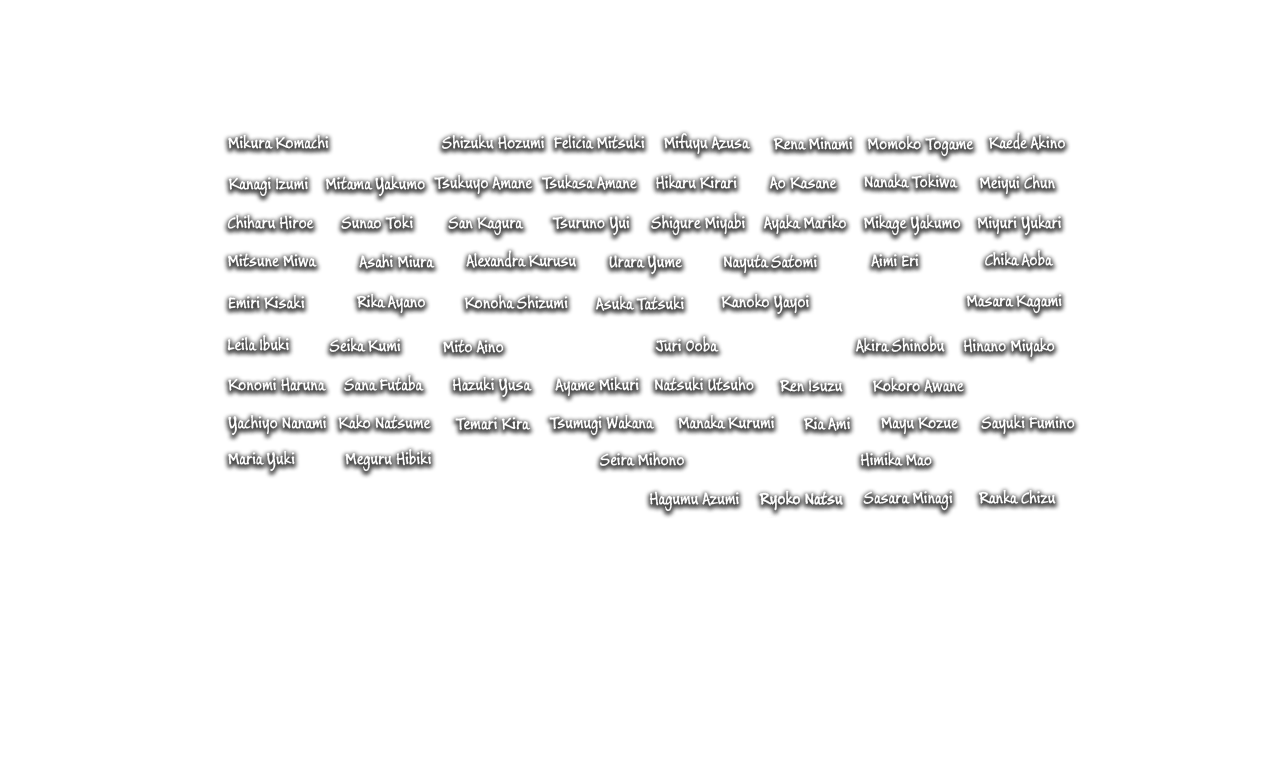 Mikura Komachi Shizuku Hozumi Felicia Mitsuki Mifuyu Azusa Rena Minami Momoko Togame Kaede Akino
Kanagi Izumi Mitama Yakumo Tsukuyo Amane Tsukasa Amane Hikaru Kirari Ao Kasane Nanaka Tokiwa Meiyui Chun
Chiharu Hiroe Sunao Toki San Kagura Tsuruno Yui Shigure Miyabi Ayaka Mariko Mikage Yakumo Miyuri Yukari
Mitsune Miwa Asahi Miura Alexandra Kurusu Urara Yume Nayuta Satomi Aimi Eri Chika Aoba
Emiri Kisaki Rika Ayano Konoha Shizumi Asuka Tatsuki Kanoko Yayoi Masara Kagami
Leila Ibuki Seika Kumi Mito Aino Juri Ooba Akira Shinobu Hinano Miyako
Konomi Haruna Sana Futaba Hazuki Yusa Ayame Mikuri Natsuki Utsuho Ren Isuzu Kokoro Awane
Yachiyo Nanami Kako Natsume Temari Kira Tsumugi Wakana Manaka Kurumi Ria Ami Mayu Kozue Sayuki Fumino
Maria Yuki Meguru Hibiki Seira Mihono Himika Mao
Hagumu Azumi Ryoko Natsu Sasara Minagi Ranka Chizu